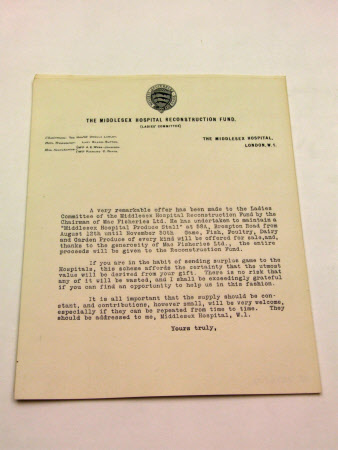 THE MIDDLESEX HOSPITAL RECONSTRUCTION FUND.
(LADIES' COMMITTEE)
THE MIDDLESEX HOSPITAL,
LONDON, W.1.
A very remarkable offer has been made to the Ladies
Committee of the Middlesex Hospital Reconstruction Fund by the
Chairman of Mac Fisheries Ltd. He has undertaken to maintain a
"Middlesex Hospital Produce Stall" at 59A, Brompton Road from
August 12th until November 30th. Game, Fish, Poultry, Dairy
and Garden Produce of every kind will be offered for sale,and,
thanks to the generosity of Mac Fisheries Ltd., the entire
proceeds will be given to the Reconstruction Fund.
If you are in the habit of sending surplus game to the
Hospitals, this scheme affords the certainty that the utmost
value will be derived from your gift. There is no risk that
any of it will be wasted, and I shall be exceedingly grateful
if you can find an opportunity to help us in this fashion.
It is all important that the supply should be con-
stant, and contributions, however small, will be very welcome,
especially if they can be repeated from time to time. They
should be addressed to me, Middlesex Hospital, W.1.
Yours truly,